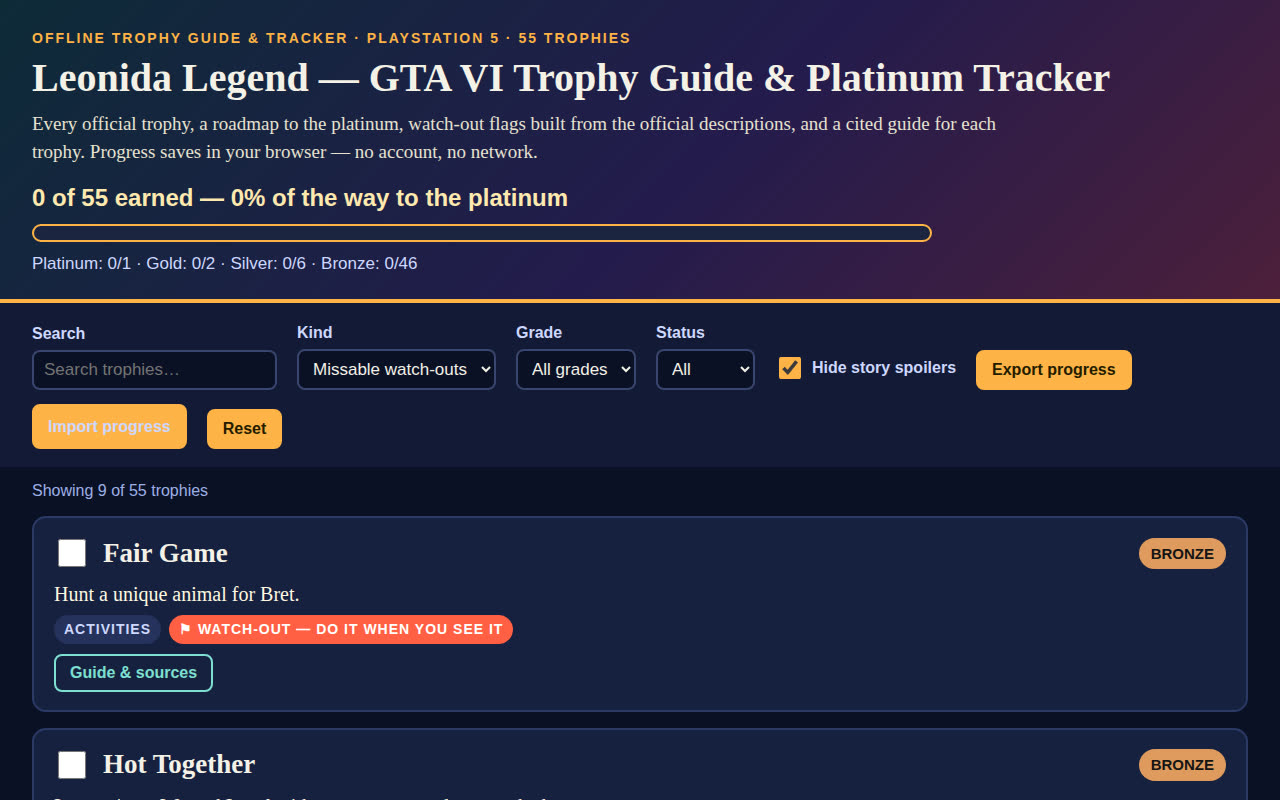 OFFLINE TROPHY GUIDE & TRACKER · PLAYSTATION 5 · 55 TROPHIES
Leonida Legend — GTA VI Trophy Guide & Platinum Tracker
Every official trophy, a roadmap to the platinum, watch-out flags built from the official descriptions, and a cited guide for each
trophy. Progress saves in your browser — no account, no network.
0 of 55 earned — 0% of the way to the platinum
Platinum: 0/1 · Gold: 0/2 · Silver: 0/6 · Bronze: 0/46
Search Kind Grade Status
Search trophies… Missable watch-outs All grades All Hide story spoilers Export progress
Import progress Reset
Showing 9 of 55 trophies
Fair Game BRONZE
Hunt a unique animal for Bret.
ACTIVITIES ⚑ WATCH-OUT — DO IT WHEN YOU SEE IT
Guide & sources
Hot Together BRONZE